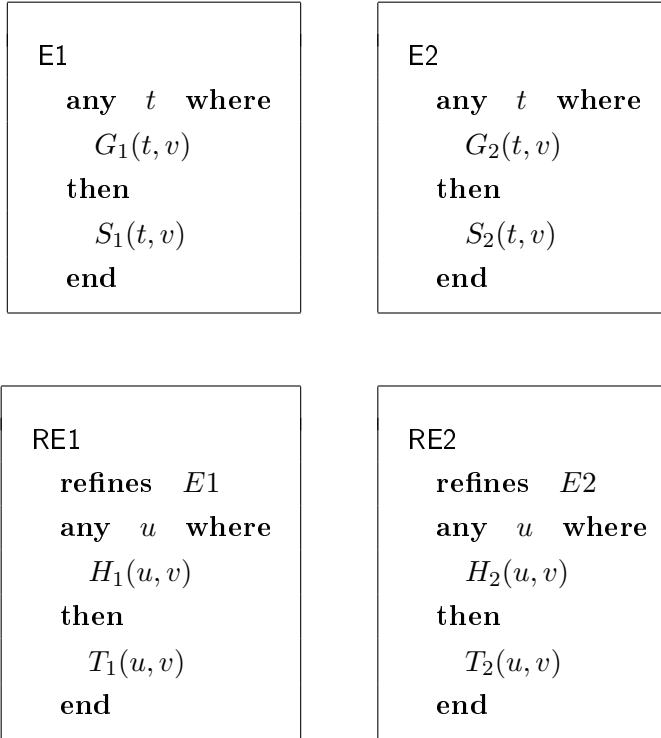 E1
any t where
G₁(t, v)
then
S₁(t, v)
end
E2
any t where
G₂(t, v)
then
S₂(t, v)
end
RE1
refines E1
any u where
H₁(u, v)
then
T₁(u, v)
end
RE2
refines E2
any u where
H₂(u, v)
then
T₂(u, v)
end